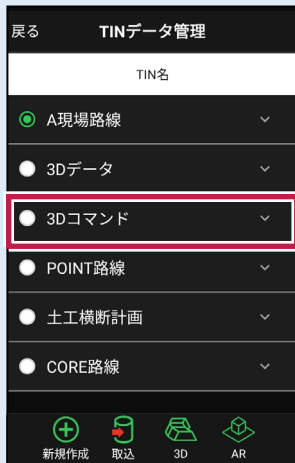 戻る TINデータ管理
TIN名
A現場路線
3Dデータ
3Dコマンド
POINT路線
土工横断計画
CORE路線
新規作成 取込 3D AR